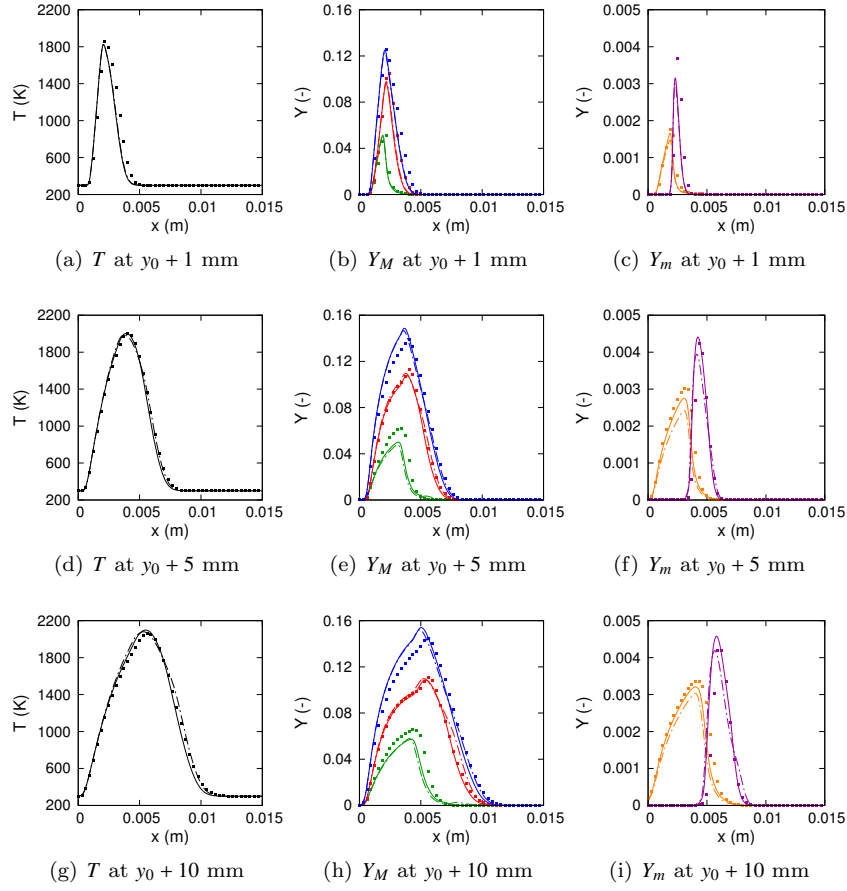 2200
1800
1400
1000
600
200
T (K)
0 0.005 0.01 0.015
x (m)
(a) T at y0 + 1 mm
0.16
0.12
0.08
0.04
0
Y (-)
0 0.005 0.01 0.015
x (m)
(b) YM at y0 + 1 mm
0.005
0.004
0.003
0.002
0.001
0
Y (-)
0 0.005 0.01 0.015
x (m)
(c) Ym at y0 + 1 mm
2200
1800
1400
1000
600
200
T (K)
0 0.005 0.01 0.015
x (m)
(d) T at y0 + 5 mm
0.16
0.12
0.08
0.04
0
Y (-)
0 0.005 0.01 0.015
x (m)
(e) YM at y0 + 5 mm
0.005
0.004
0.003
0.002
0.001
0
Y (-)
0 0.005 0.01 0.015
x (m)
(f) Ym at y0 + 5 mm
2200
1800
1400
1000
600
200
T (K)
0 0.005 0.01 0.015
x (m)
(g) T at y0 + 10 mm
0.16
0.12
0.08
0.04
0
Y (-)
0 0.005 0.01 0.015
x (m)
(h) YM at y0 + 10 mm
0.005
0.004
0.003
0.002
0.001
0
Y (-)
0 0.005 0.01 0.015
x (m)
(i) Ym at y0 + 10 mm